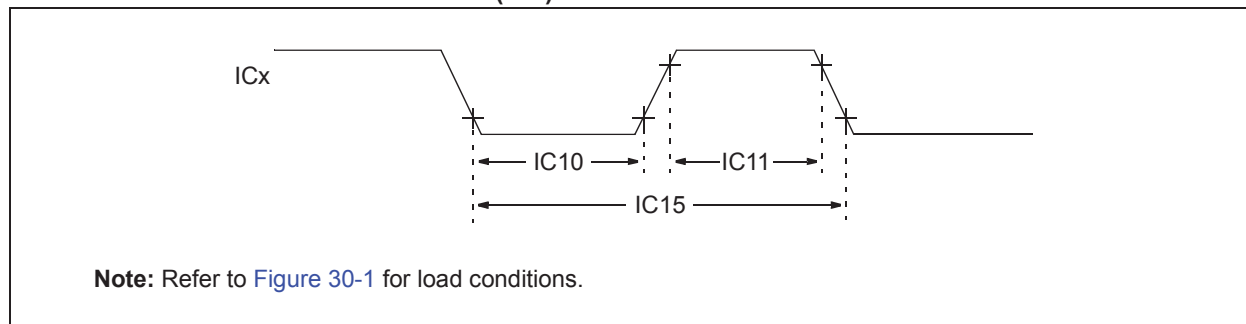 ICx
IC10
IC11
IC15
Note: Refer to Figure 30-1 for load conditions.